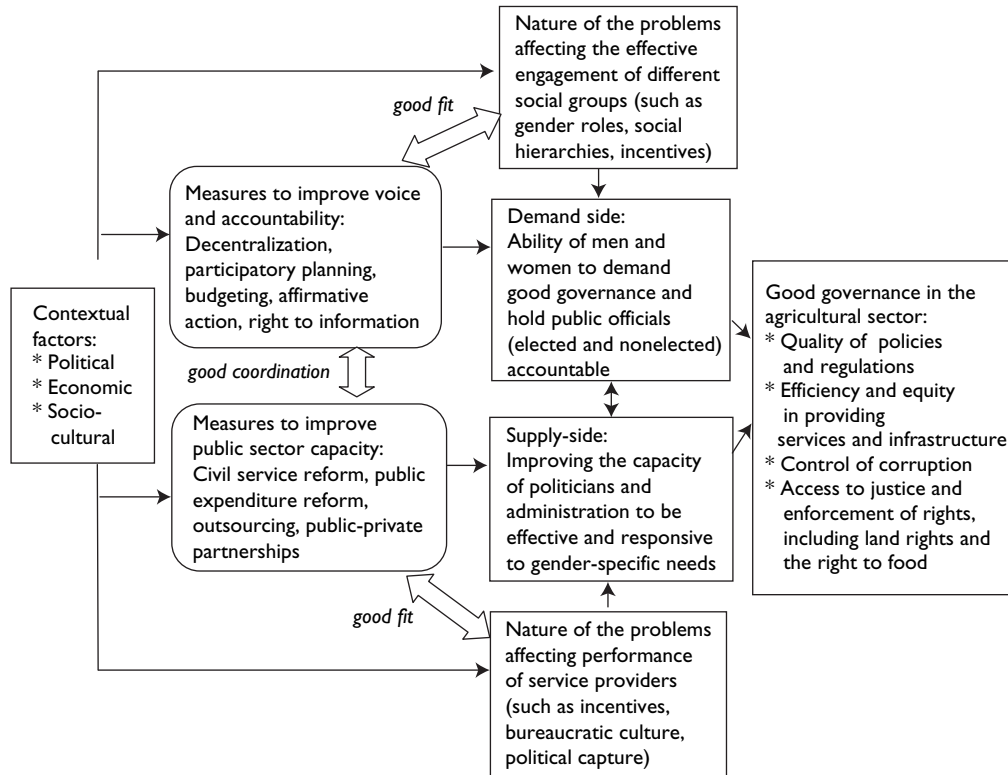 Nature of the problems
affecting the effective
engagement of different
social groups (such as
gender roles, social
hierarchies, incentives)
good fit
Measures to improve voice
and accountability:
Decentralization,
participatory planning,
budgeting, affirmative
action, right to information
Demand side:
Ability of men and
women to demand
good governance and
hold public officials
(elected and nonelected)
accountable
Contextual
factors:
* Political
* Economic
* Socio-
cultural
good coordination
Good governance in the
agricultural sector:
* Quality of policies
and regulations
* Efficiency and equity
in providing
services and infrastructure
* Control of corruption
* Access to justice and
enforcement of rights,
including land rights and
the right to food
Measures to improve
public sector capacity:
Civil service reform, public
expenditure reform,
outsourcing, public-private
partnerships
Supply-side:
Improving the capacity
of politicians and
administration to be
effective and responsive
to gender-specific needs
good fit
Nature of the problems
affecting performance
of service providers
(such as incentives,
bureaucratic culture,
political capture)